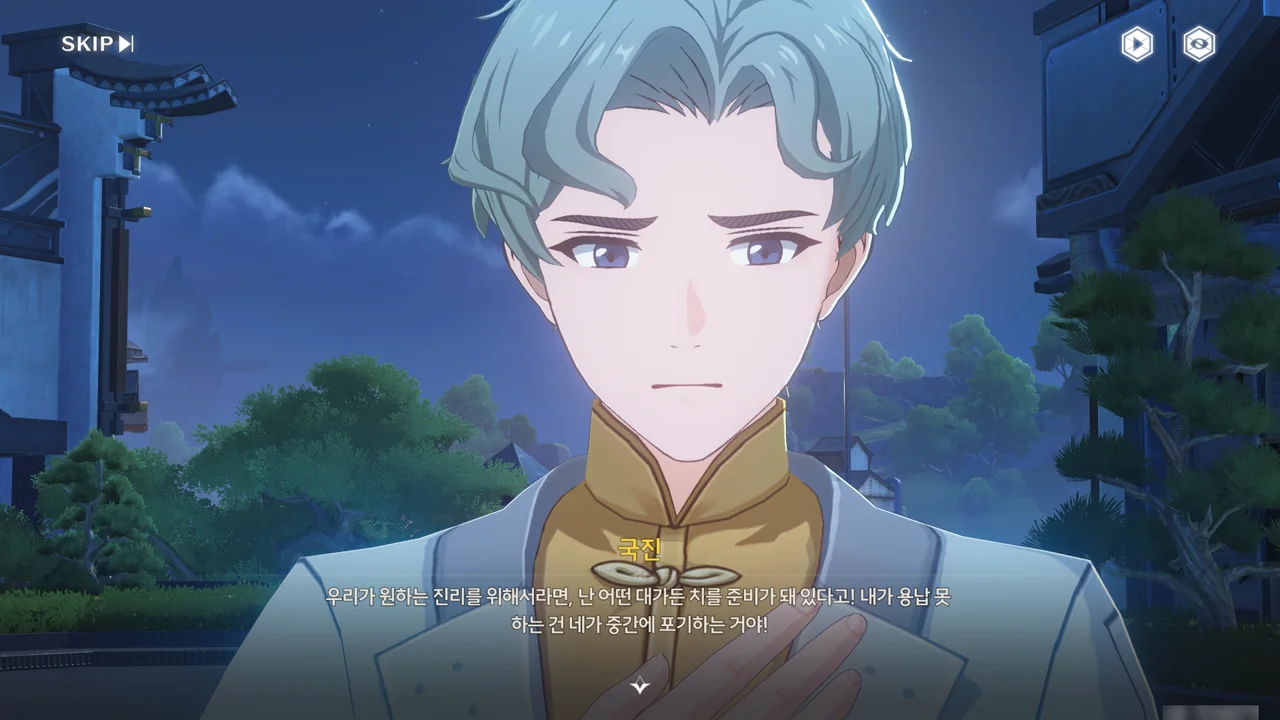 SKIP
국진
우리가 원하는 진리를 위해서라면, 난 어떤 대가든 치를 준비가 돼 있다고! 내가 용납 못
하는 건 네가 중간에 포기하는 거야!